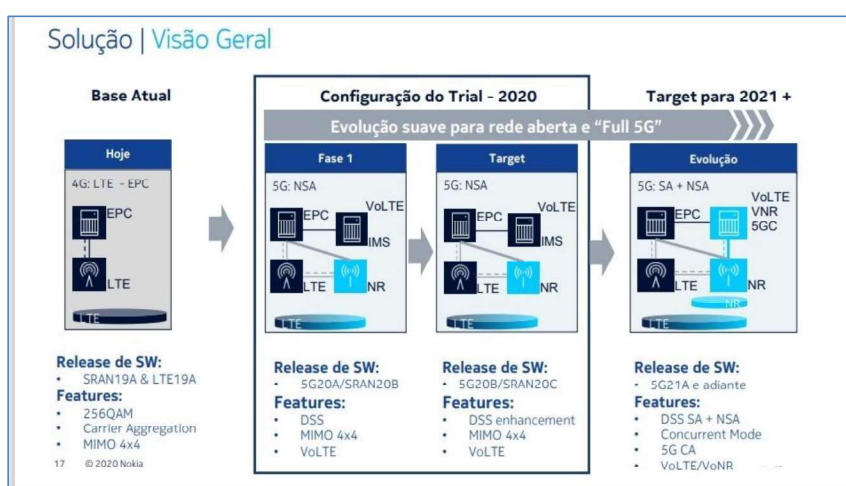 Solução | Visão Geral
Base Atual
Configuração do Trial - 2020
Target para 2021 +
Evolução suave para rede aberta e “Full 5G”
Hoje
4G: LTE - EPC
EPC
LTE
LTE
Fase 1
5G: NSA
EPC
VoLTE
IMS
LTE
NR
LTE
Target
5G: NSA
EPC
VoLTE
IMS
LTE
NR
LTE
Evolução
5G: SA + NSA
EPC
VoLTE
VNR
5GC
LTE
NR
NR
LTE
Release de SW:
• SRAN19A & LTE19A
Features:
• 256QAM
• Carrier Aggregation
• MIMO 4x4
Release de SW:
- 5G20A/SRAN20B
Features:
• DSS
• MIMO 4x4
• VoLTE
Release de SW:
• 5G20B/SRAN20C
Features:
• DSS enhancement
• MIMO 4x4
• VoLTE
Release de SW:
- 5G21A e adiante
Features:
• DSS SA + NSA
• Concurrent Mode
• 5G CA
• VoLTE/VoNR
17 © 2020 Nokia